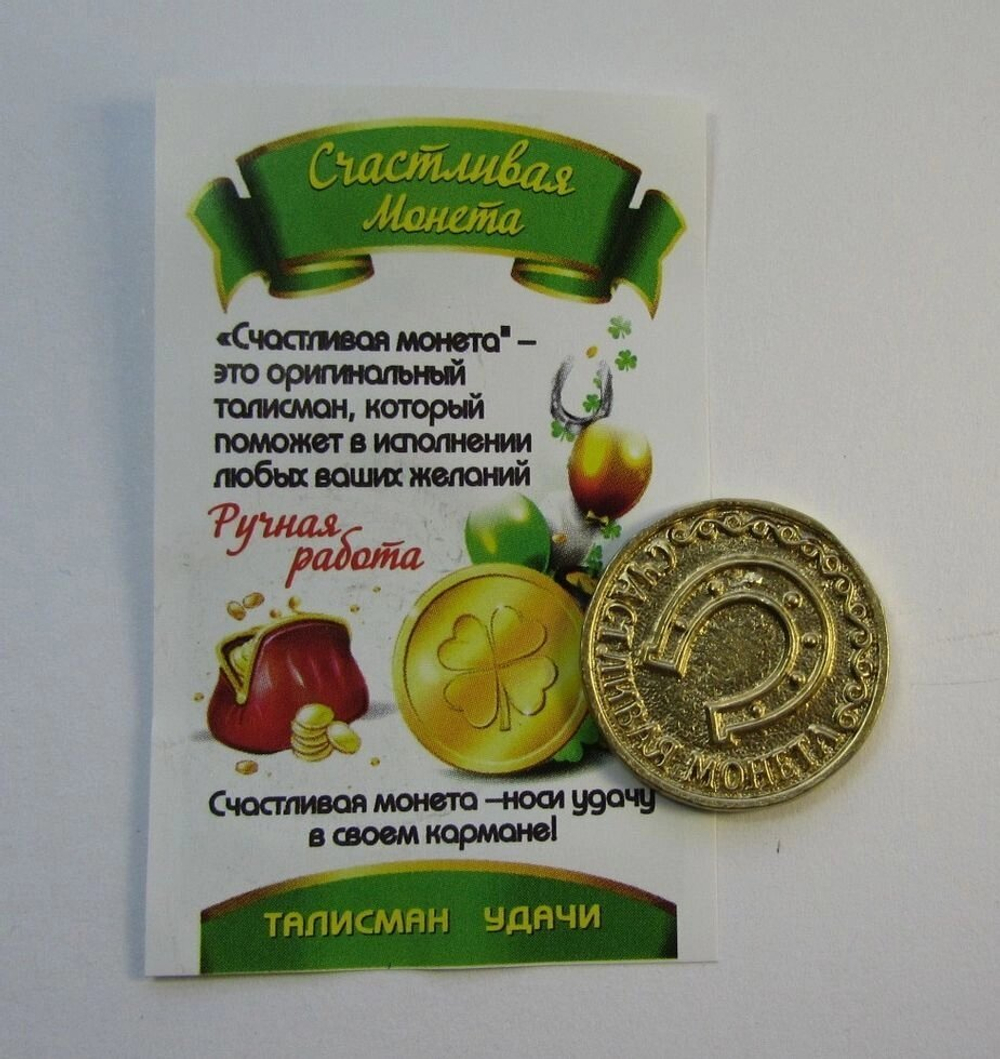 Счастливая
Монета
«Счастливая монета" –
это оригинальный
талисман, который
поможет в исполнении
любых ваших желаний
Ручная
работа
СЧАСТЛИВАЯ МОНЕТА
Счастливая монета –носи удачу
в своем кармане!
ТАЛИСМАН УДАЧИ